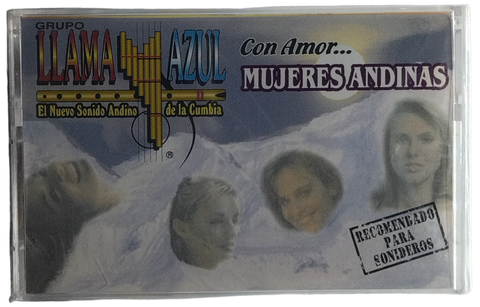 GRUPO
LLAMA AZUL
El Nuevo Sonido Andino de la Cumbia
®
Con Amor...
MUJERES ANDINAS
RECOMENDADO
PARA
SONIDEROS